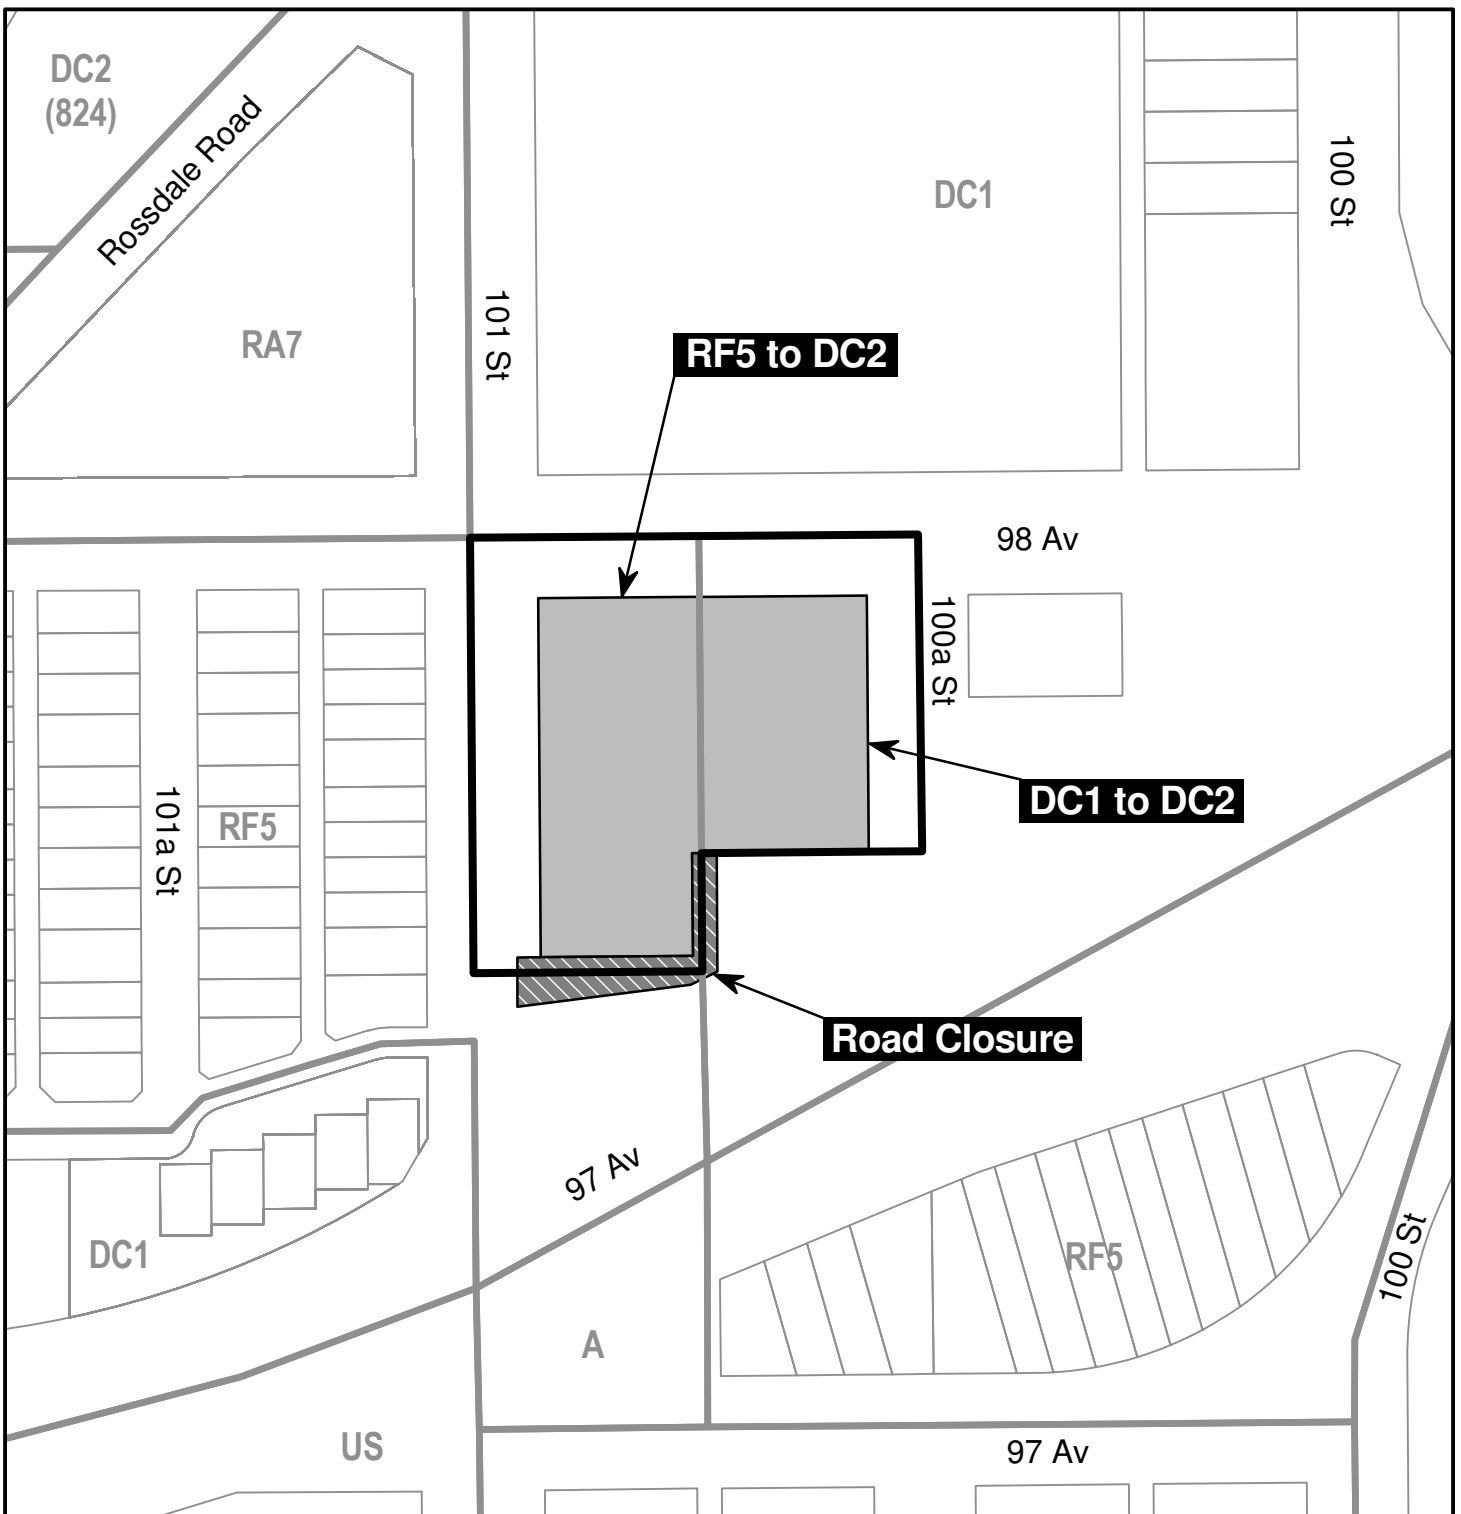 DC2
(824)
Rossdale Road
DC1
100 St
RA7
101 St
RF5 to DC2
98 Av
100a St
DC1 to DC2
101a St
RF5
Road Closure
97 Av
DC1
RF5
100 St
A
US
97 Av